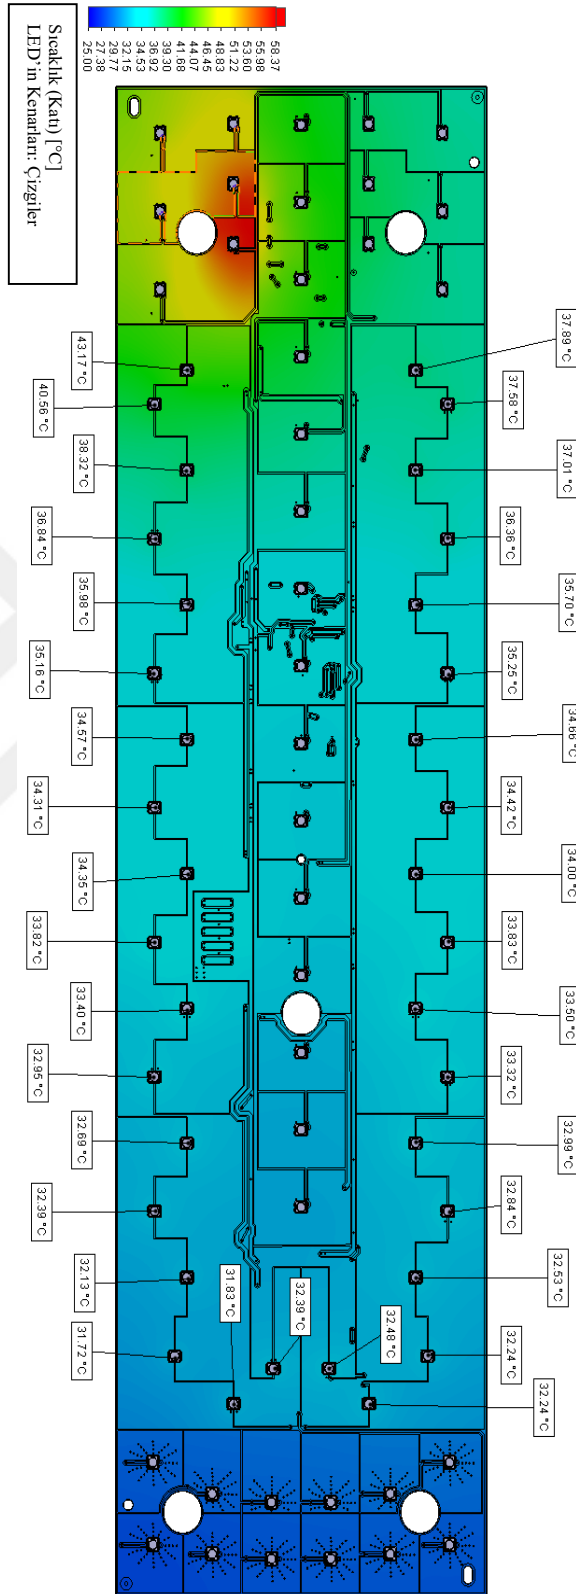 58.37
55.98
53.60
51.22
48.83
46.45
44.07
41.68
39.30
36.92
34.53
32.15
29.77
27.38
25.00
Sıcaklık (Katı) [°C]
LED'in Kenarları: Çizgiler
37.89 °C
37.58 °C
37.01 °C
36.36 °C
35.70 °C
35.25 °C
34.66 °C
34.42 °C
34.00 °C
33.83 °C
33.50 °C
33.32 °C
32.99 °C
32.84 °C
32.53 °C
32.24 °C
32.24 °C
32.48 °C
32.39 °C
31.83 °C
43.17 °C
40.56 °C
38.32 °C
36.84 °C
35.98 °C
35.16 °C
34.57 °C
34.31 °C
34.35 °C
33.82 °C
33.40 °C
32.95 °C
32.69 °C
32.39 °C
32.13 °C
31.72 °C